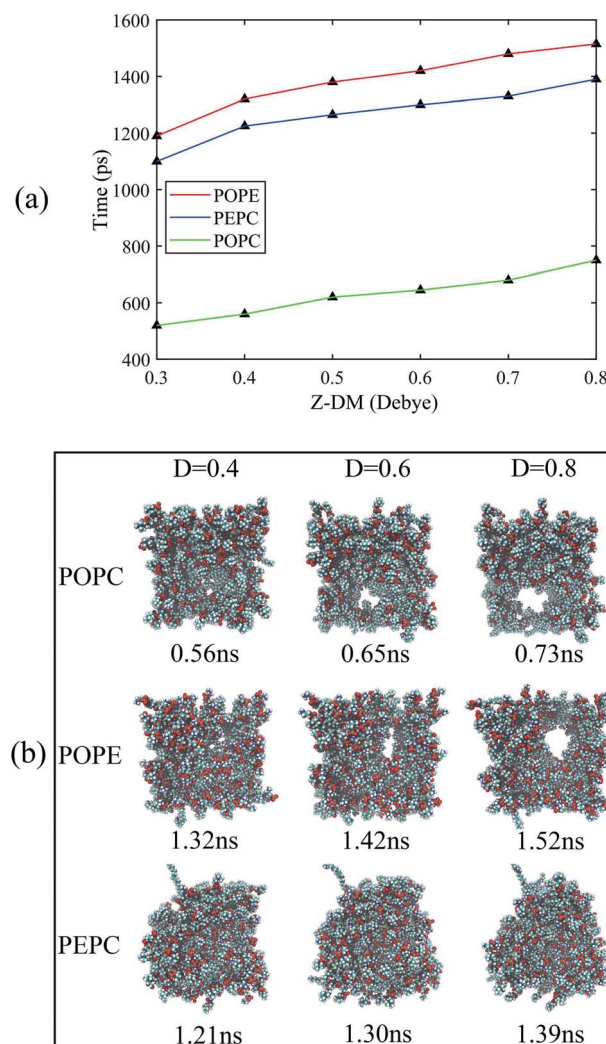 1600
1400
1200
1000
800
600
400
Time (ps)
(a)
POPE
PEPC
POPC
0.3 0.4 0.5 0.6 0.7 0.8
Z-DM (Debye)
D=0.4 D=0.6 D=0.8
POPC
0.56ns 0.65ns 0.73ns
(b)
POPE
1.32ns 1.42ns 1.52ns
PEPC
1.21ns 1.30ns 1.39ns